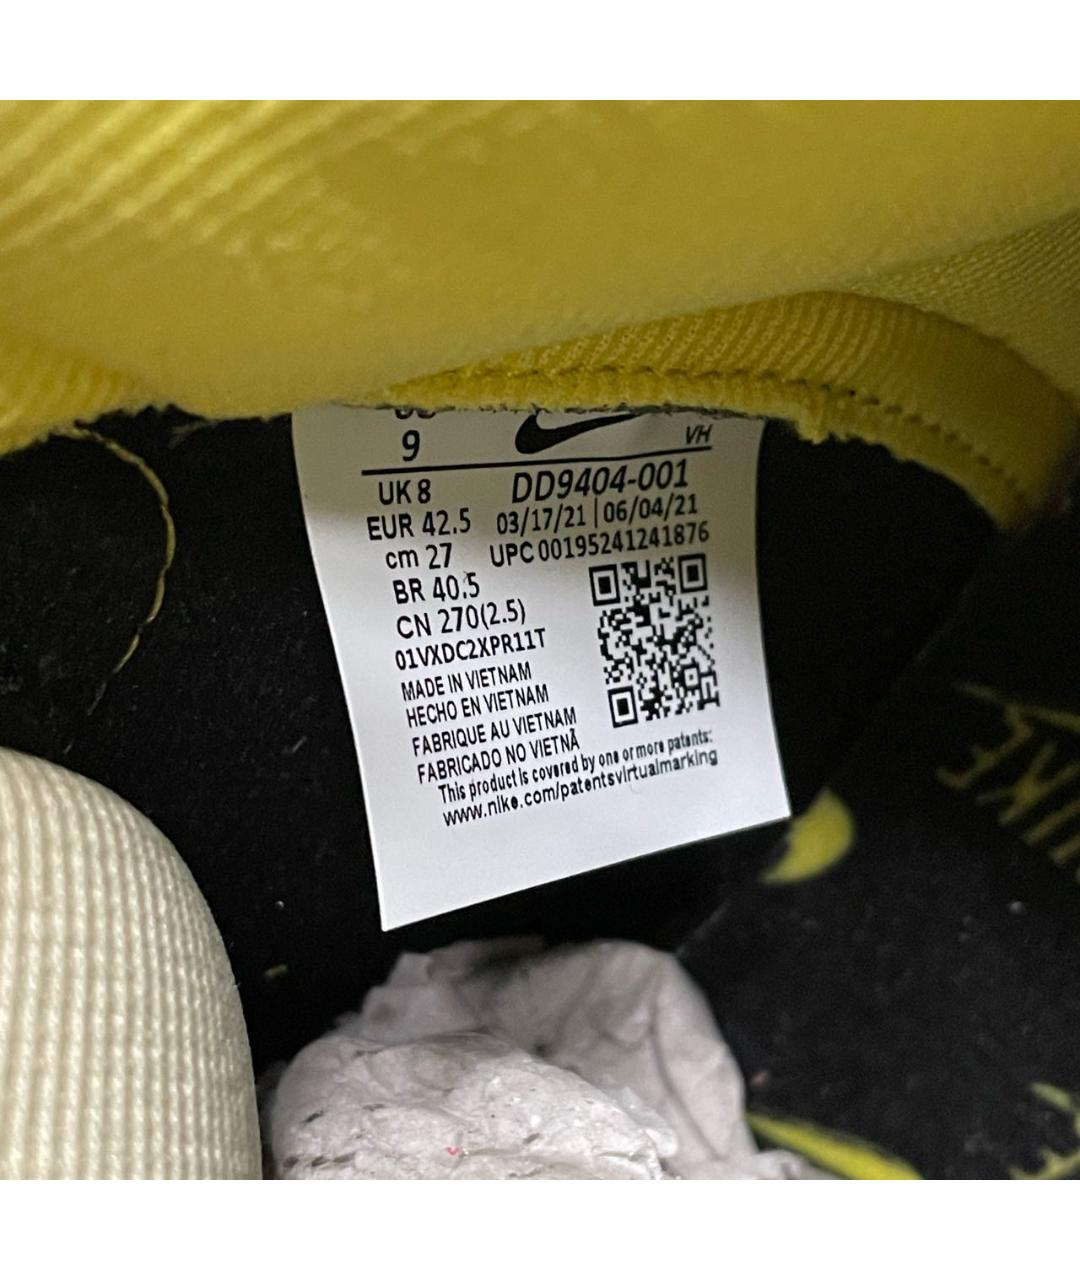 9
VH
UK 8 DD9404-001
EUR 42.5 03/17/21 | 06/04/21
cm 27 UPC 00195241241876
BR 40.5
CN 270(2.5)
01VXDC2XPR11T
MADE IN VIETNAM
HECHO EN VIETNAM
FABRIQUE AU VIETNAM
FABRICADO NO VIETNÃ
This product is covered by one or more patents:
www.nike.com/patentsvirtualmarking